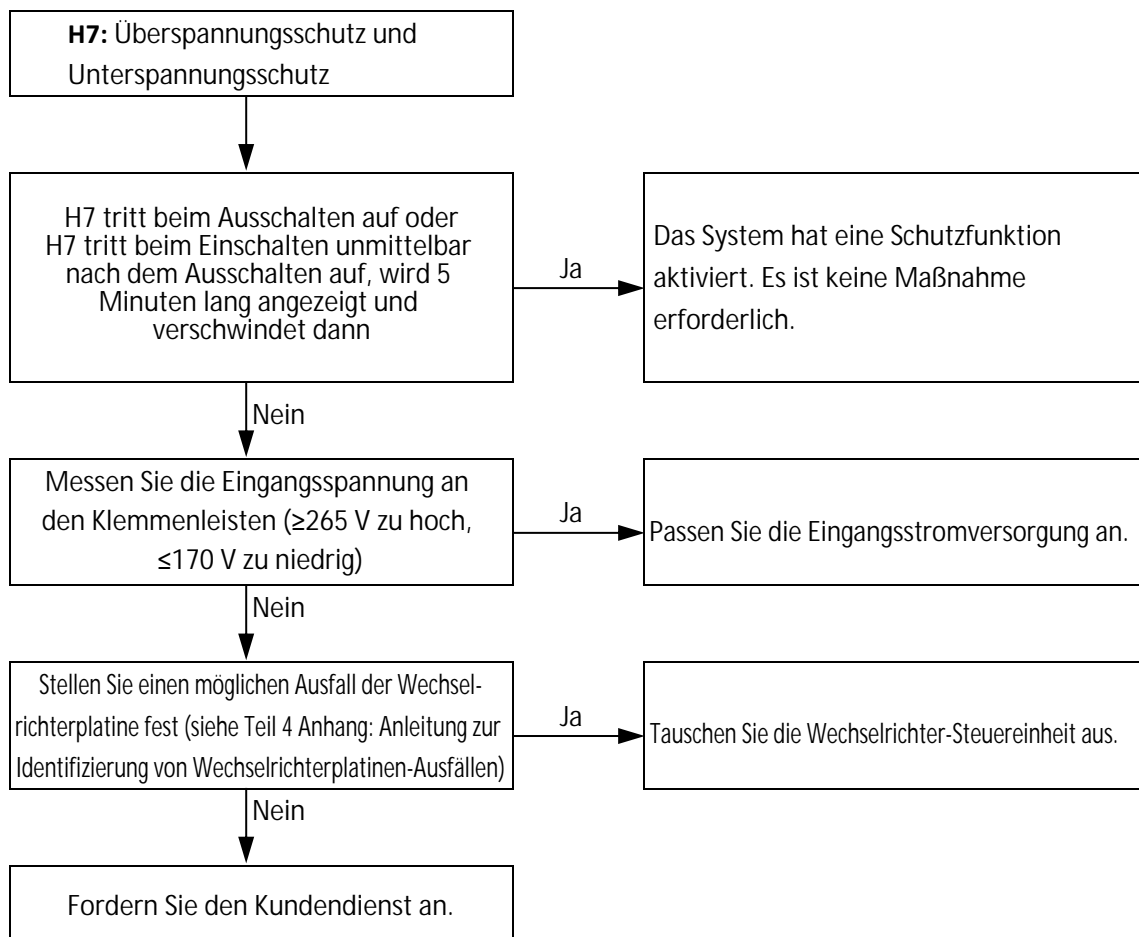 H7: Überspannungsschutz und
Unterspannungsschutz
H7 tritt beim Ausschalten auf oder
H7 tritt beim Einschalten unmittelbar
nach dem Ausschalten auf, wird 5
Minuten lang angezeigt und
verschwindet dann
Ja
Das System hat eine Schutzfunktion
aktiviert. Es ist keine Maßnahme
erforderlich.
Nein
Messen Sie die Eingangsspannung an
den Klemmenleisten (≥265 V zu hoch,
≤170 V zu niedrig)
Ja
Passen Sie die Eingangsstromversorgung an.
Nein
Stellen Sie einen möglichen Ausfall der Wechsel-
richterplatine fest (siehe Teil 4 Anhang: Anleitung zur
Identifizierung von Wechselrichterplatinen-Ausfällen)
Ja
Tauschen Sie die Wechselrichter-Steuereinheit aus.
Nein
Fordern Sie den Kundendienst an.